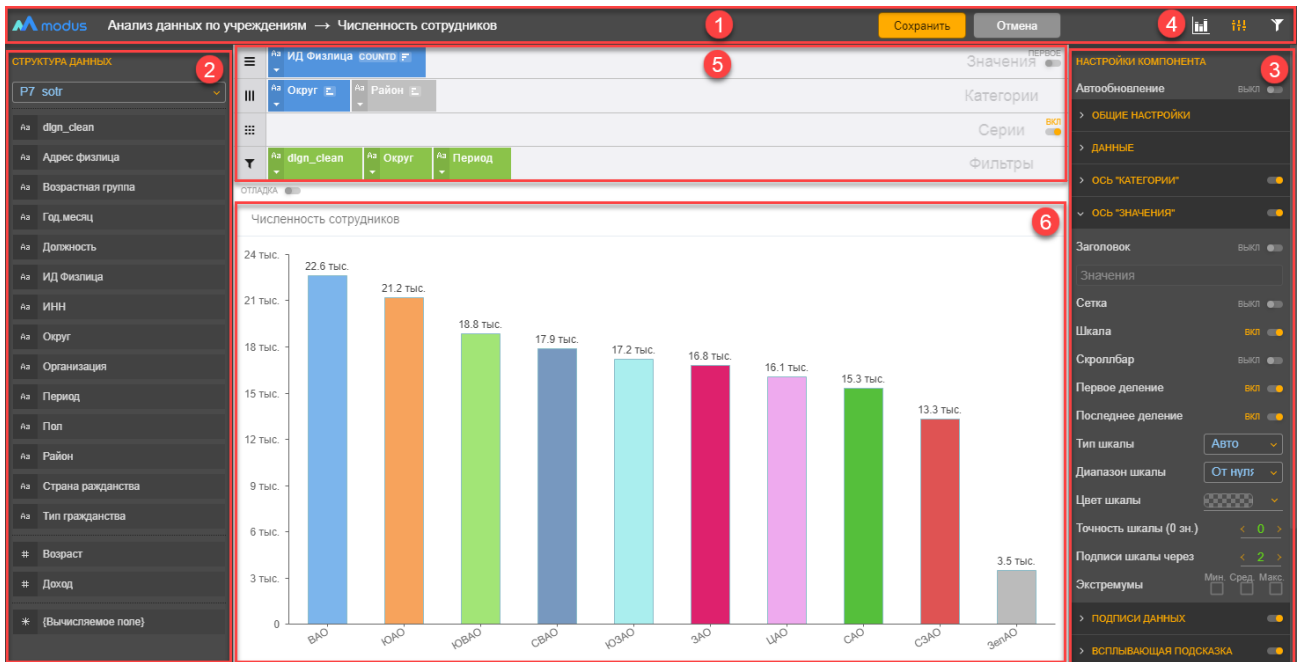 modus Анализ данных по учреждениям → Численность сотрудников 1 Сохранить Отмена 4
СТРУКТУРА ДАННЫХ 2
P7 sotr
Aa dlgn_clean
Aa Адрес физлица
Aa Возрастная группа
Aa Год.месяц
Aa Должность
Aa ИД Физлица
Aa ИНН
Aa Округ
Aa Организация
Aa Период
Aa Пол
Aa Район
Aa Страна ражданства
Aa Тип гражданства
# Возраст
# Доход
* {Вычисляемое поле}
Aa ИД Физлица COUNTD 5 Значения ПЕРВОЕ
Aa Округ Aa Район Категории
Серии ВКЛ
Aa dlgn_clean Aa Округ Aa Период Фильтры
ОТЛАДКА
Численность сотрудников 6
24 тыс.
21 тыс.
18 тыс.
15 тыс.
12 тыс.
9 тыс.
6 тыс.
3 тыс.
0
22.6 тыс.
21.2 тыс.
18.8 тыс.
17.9 тыс.
17.2 тыс.
16.8 тыс.
16.1 тыс.
15.3 тыс.
13.3 тыс.
3.5 тыс.
ВАО ЮАО ЮВАО СВАО ЮЗАО ЗАО ЦАО САО СЗАО ЗелАО
НАСТРОЙКИ КОМПОНЕНТА 3
Автообновление ВЫКЛ
> ОБЩИЕ НАСТРОЙКИ
> ДАННЫЕ
> ОСЬ "КАТЕГОРИИ"
ОСЬ "ЗНАЧЕНИЯ"
Заголовок ВЫКЛ
Значения
Сетка ВЫКЛ
Шкала ВКЛ
Скроллбар ВЫКЛ
Первое деление ВКЛ
Последнее деление ВКЛ
Тип шкалы Авто
Диапазон шкалы От нуля
Цвет шкалы
Точность шкалы (0 зн.) < 0 >
Подписи шкалы через < 2 >
Экстремумы Мин. Сред. Макс.
> ПОДПИСИ ДАННЫХ
> ВСПЛЫВАЮЩАЯ ПОДСКАЗКА